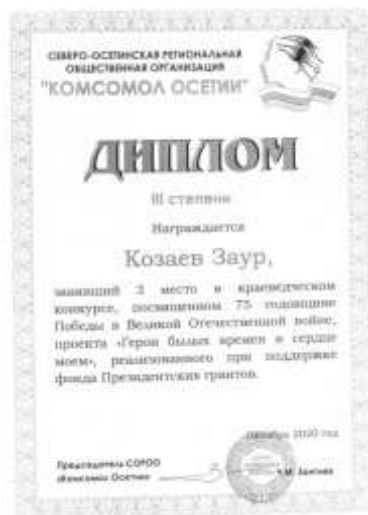 СЕВЕРО-ОСЕТИНСКАЯ РЕГИОНАЛЬНАЯ
ОБЩЕСТВЕННАЯ ОРГАНИЗАЦИЯ
"КОМСОМОЛ ОСЕТИИ"
ДИПЛОМ
III степени
Награждается
Козаев Заур,
занявший 3 место в краеведческом
конкурсе, посвященном 75 годовщине
Победы в Великой Отечественной войне,
проекта «Герои былых времен в сердце
моем», реализованного при поддержке
фонда Президентских грантов.
2020 год
Председатель СОРОО
«Комсомол Осетии»